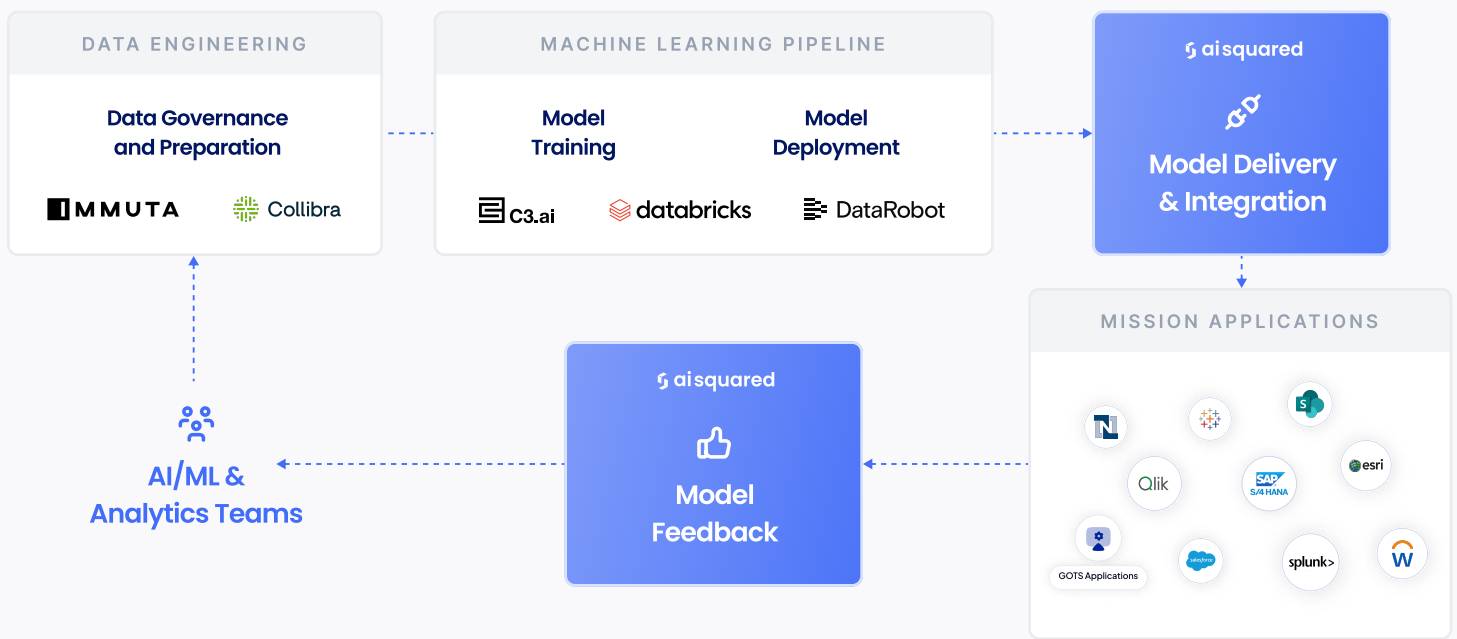 DATA ENGINEERING
Data Governance
and Preparation
IMMUTA
Collibra
MACHINE LEARNING PIPELINE
Model
Training
Model
Deployment
C3.ai
databricks
DataRobot
aisquared
Model Delivery
& Integration
MISSION APPLICATIONS
N
S
Qlik
SAP
S/4 HANA
esri
GOTS Applications
salesforce
splunk>
W
aisquared
Model
Feedback
AI/ML &
Analytics Teams